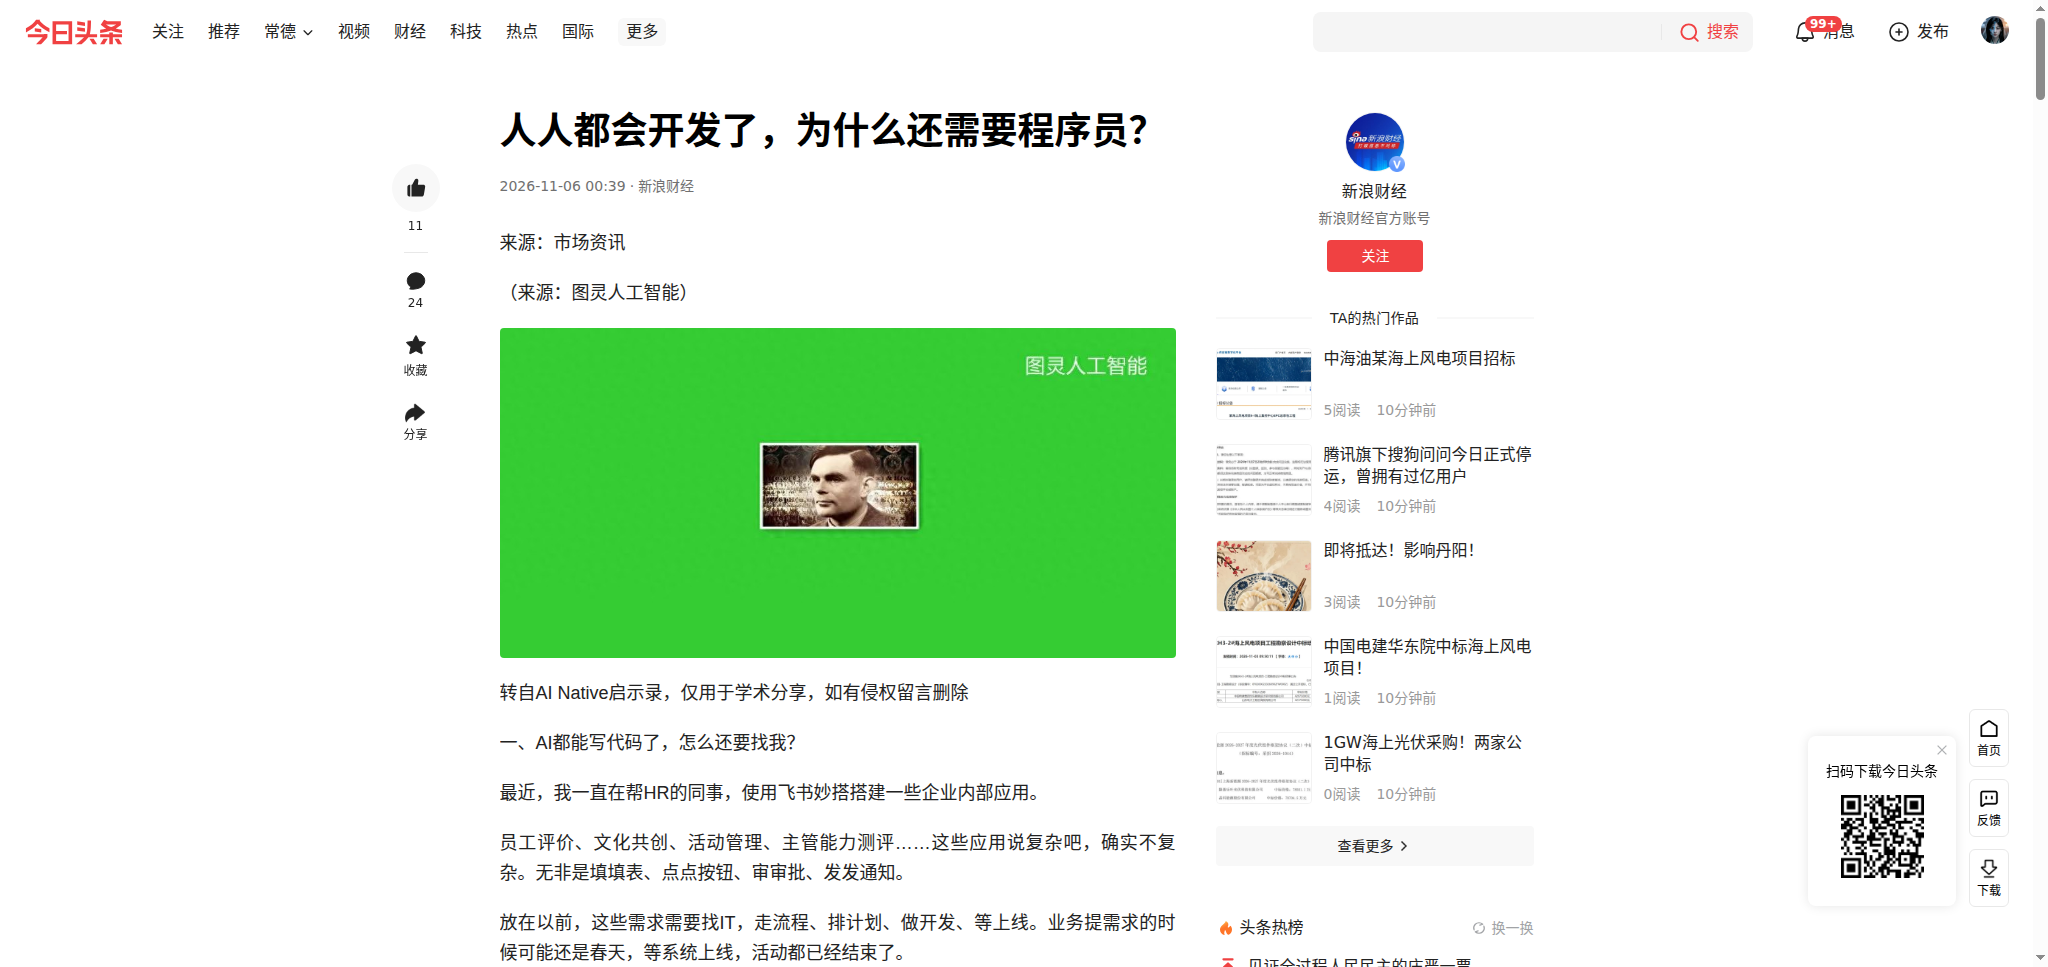 今日头条
关注
推荐
常德
视频
财经
科技
热点
国际
更多
搜索
99+
消息
发布
人人都会开发了，为什么还需要程序员？
2026-11-06 00:39 · 新浪财经
11
24
收藏
分享
来源：市场资讯
（来源：图灵人工智能）
图灵人工智能
转自AI Native启示录，仅用于学术分享，如有侵权留言删除
一、AI都能写代码了，怎么还要找我？
最近，我一直在帮HR的同事，使用飞书妙搭搭建一些企业内部应用。
员工评价、文化共创、活动管理、主管能力测评……这些应用说复杂吧，确实不复
杂。无非是填填表、点点按钮、审审批、发发通知。
放在以前，这些需求需要找IT，走流程、排计划、做开发、等上线。业务提需求的时
候可能还是春天，等系统上线，活动都已经结束了。
sina 新浪财经
新浪财经
新浪财经官方账号
关注
TA的热门作品
中海油某海上风电项目招标
5阅读 10分钟前
腾讯旗下搜狗问问今日正式停
运，曾拥有过亿用户
4阅读 10分钟前
即将抵达！影响丹阳！
3阅读 10分钟前
中国电建华东院中标海上风电
项目！
1阅读 10分钟前
1GW海上光伏采购！两家公
司中标
0阅读 10分钟前
查看更多
头条热榜
换一换
见证全过程人民民主的庄严一票
扫码下载今日头条
首页
反馈
下载